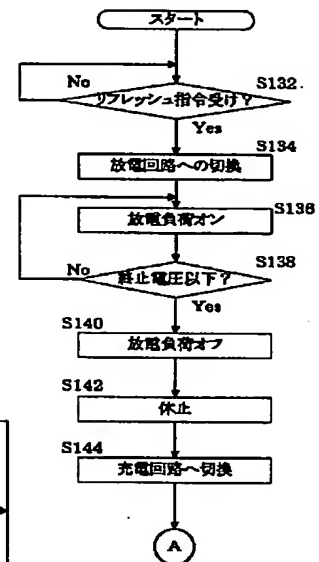 スタート
No
S132
リフレッシュ指令受け?
Yes
S134
放電回路への切換
S136
放電負荷オン
No
S138
終止電圧以下?
Yes
S140
放電負荷オフ
S142
休止
S144
充電回路へ切換
A